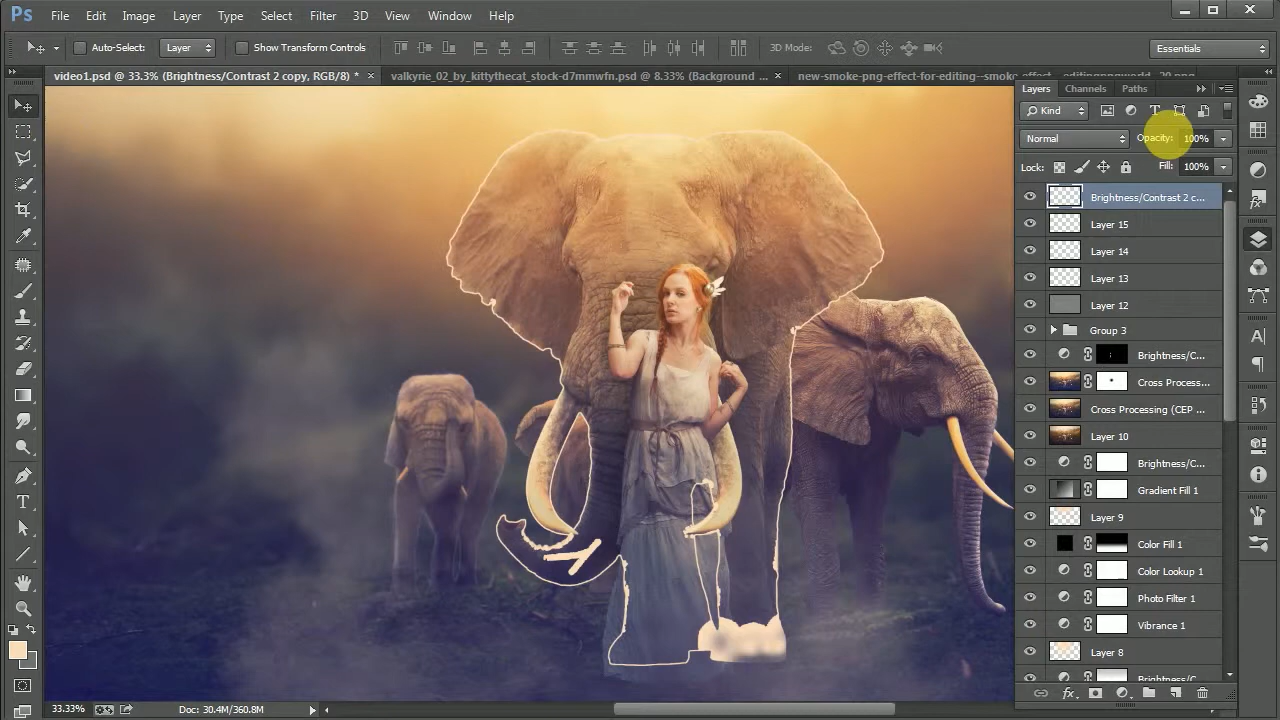 Ps File Edit Image Layer Type Select Filter 3D View Window Help
Auto-Select: Layer Show Transform Controls 3D Mode: Essentials
video1.psd @ 33.3% (Brightness/Contrast 2 copy, RGB/8) * × valkyrie_02_by_kittythecat_stock-d7mmwfn.psd @ 8.33% (Background ... × new-smoke-png-effect-for-editing--smoke-effect
Layers Channels Paths
Kind
Normal Opacity: 100%
Lock: Fill: 100%
Brightness/Contrast 2 c...
Layer 15
Layer 14
Layer 13
Layer 12
Group 3
Brightness/C...
Cross Process...
Cross Processing (CEP ...
Layer 10
Brightness/C...
Gradient Fill 1
Layer 9
Color Fill 1
Color Lookup 1
Photo Filter 1
Vibrance 1
Layer 8
Brightness/C...
33.33% Doc: 30.4M/360.8M